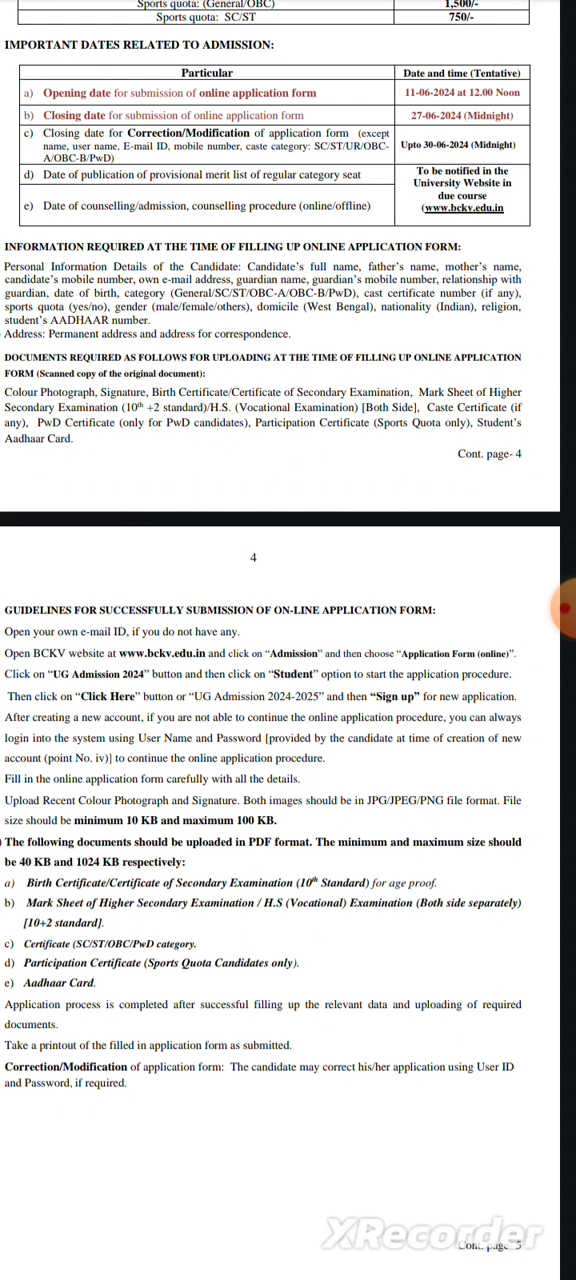 Sports quota: (General/OBC) 1,500/-
Sports quota: SC/ST 750/-
IMPORTANT DATES RELATED TO ADMISSION:
Particular Date and time (Tentative)
a) Opening date for submission of online application form 11-06-2024 at 12.00 Noon
b) Closing date for submission of online application form 27-06-2024 (Midnight)
c) Closing date for Correction/Modification of application form (except
name, user name, E-mail ID, mobile number, caste category: SC/ST/UR/OBC-
A/OBC-B/PwD)
Upto 30-06-2024 (Midnight)
d) Date of publication of provisional merit list of regular category seat
e) Date of counselling/admission, counselling procedure (online/offline)
To be notified in the
University Website in
due course
(www.bckv.edu.in
INFORMATION REQUIRED AT THE TIME OF FILLING UP ONLINE APPLICATION FORM:
Personal Information Details of the Candidate: Candidate's full name, father's name, mother's name,
candidate's mobile number, own e-mail address, guardian name, guardian's mobile number, relationship with
guardian, date of birth, category (General/SC/ST/OBC-A/OBC-B/PwD), cast certificate number (if any),
sports quota (yes/no), gender (male/female/others), domicile (West Bengal), nationality (Indian), religion,
student's AADHAAR number.
Address: Permanent address and address for correspondence.
DOCUMENTS REQUIRED AS FOLLOWS FOR UPLOADING AT THE TIME OF FILLING UP ONLINE APPLICATION
FORM (Scanned copy of the original document):
Colour Photograph, Signature, Birth Certificate/Certificate of Secondary Examination, Mark Sheet of Higher
Secondary Examination (10th +2 standard)/H.S. (Vocational Examination) [Both Side], Caste Certificate (if
any), PwD Certificate (only for PwD candidates), Participation Certificate (Sports Quota only), Student's
Aadhaar Card.
Cont. page- 4
4
GUIDELINES FOR SUCCESSFULLY SUBMISSION OF ON-LINE APPLICATION FORM:
Open your own e-mail ID, if you do not have any.
Open BCKV website at www.bckv.edu.in and click on "Admission" and then choose "Application Form (online)".
Click on "UG Admission 2024" button and then click on "Student" option to start the application procedure.
Then click on "Click Here" button or "UG Admission 2024-2025" and then "Sign up" for new application.
After creating a new account, if you are not able to continue the online application procedure, you can always
login into the system using User Name and Password [provided by the candidate at time of creation of new
account (point No. iv)] to continue the online application procedure.
Fill in the online application form carefully with all the details.
Upload Recent Colour Photograph and Signature. Both images should be in JPG/JPEG/PNG file format. File
size should be minimum 10 KB and maximum 100 KB.
) The following documents should be uploaded in PDF format. The minimum and maximum size should
be 40 KB and 1024 KB respectively:
a) Birth Certificate/Certificate of Secondary Examination (10th Standard) for age proof.
b) Mark Sheet of Higher Secondary Examination / H.S (Vocational) Examination (Both side separately)
[10+2 standard].
c) Certificate (SC/ST/OBC/PwD category.
d) Participation Certificate (Sports Quota Candidates only).
e) Aadhaar Card.
Application process is completed after successful filling up the relevant data and uploading of required
documents.
Take a printout of the filled in application form as submitted.
Correction/Modification of application form: The candidate may correct his/her application using User ID
and Password, if required.
XRecorder
Cont. page- 5